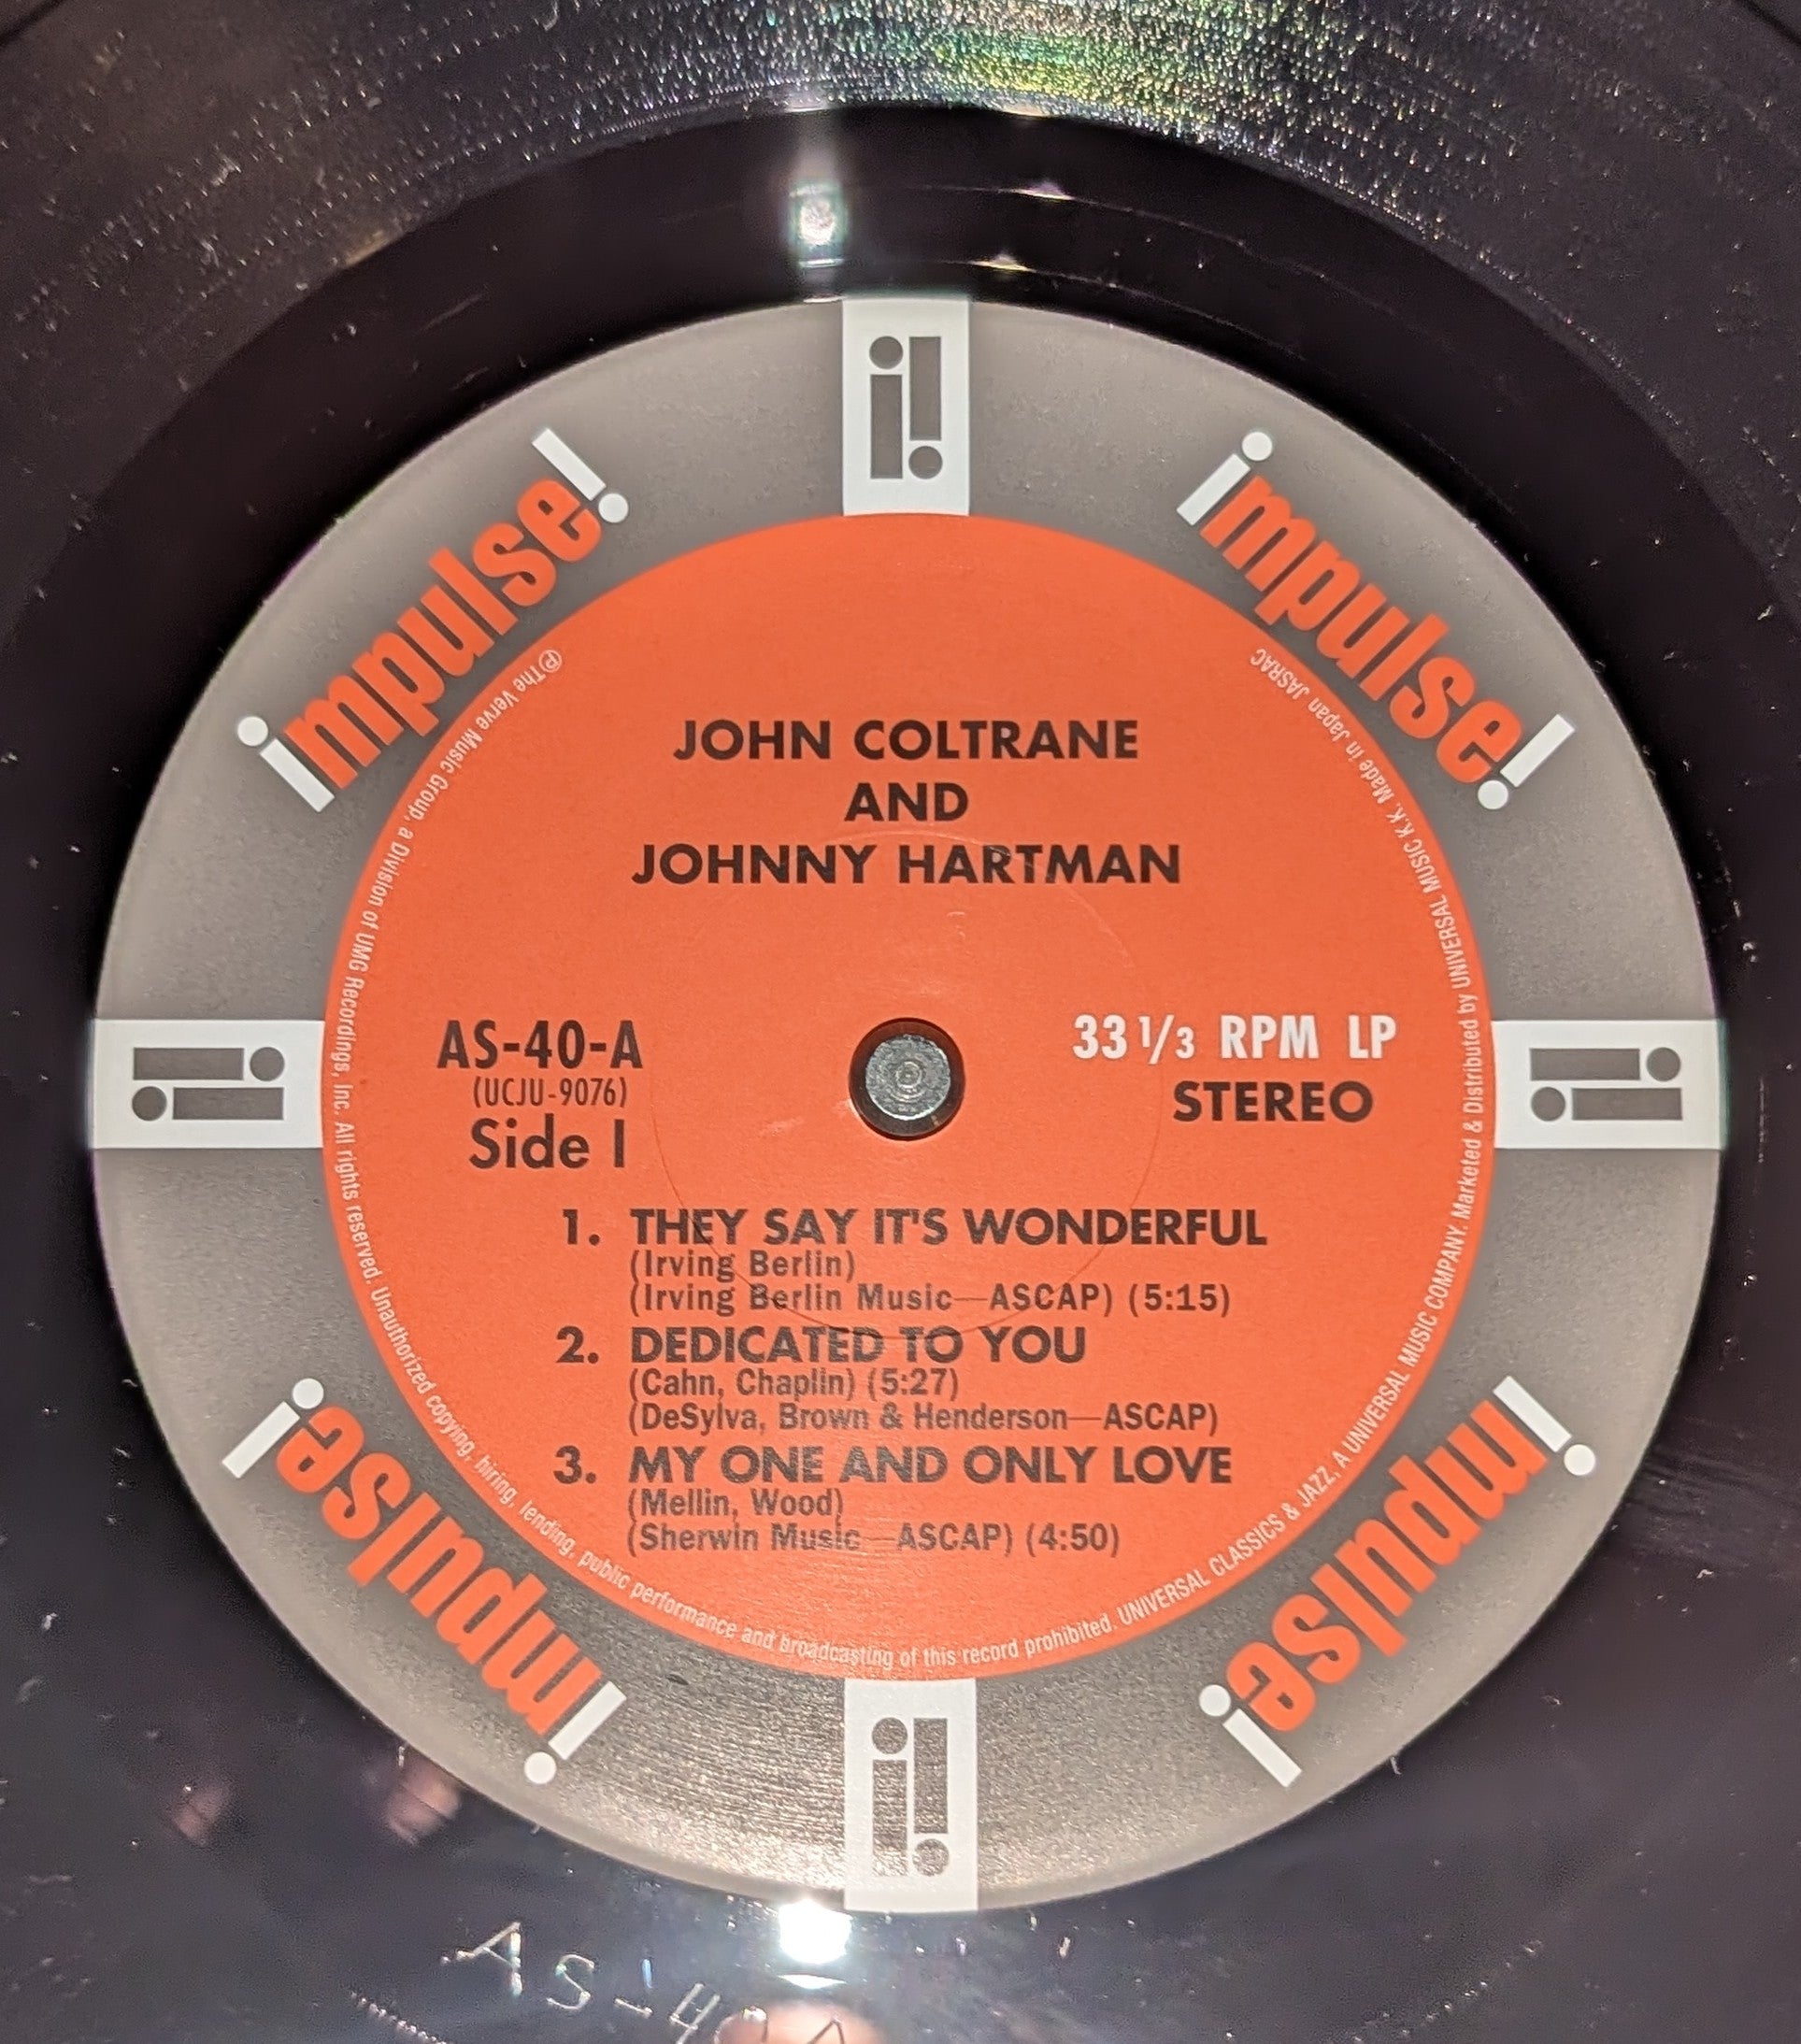 impulse!
impulse!
JOHN COLTRANE
AND
JOHNNY HARTMAN
AS-40-A
(UCJU-9076)
Side I
33 1/3 RPM LP
STEREO
1. THEY SAY IT'S WONDERFUL
(Irving Berlin)
(Irving Berlin Music—ASCAP) (5:15)
2. DEDICATED TO YOU
(Cahn, Chaplin) (5:27)
(DeSylva, Brown & Henderson—ASCAP)
3. MY ONE AND ONLY LOVE
(Mellin, Wood)
(Sherwin Music—ASCAP) (4:50)
℗The Verve Music Group, a Division of UMG Recordings, Inc. All rights reserved. Unauthorized copying, hiring, lending, public performance and broadcasting of this record prohibited. UNIVERSAL CLASSICS & JAZZ, A UNIVERSAL MUSIC COMPANY. Marketed & Distributed by UNIVERSAL MUSIC K.K. Made in Japan JASRAC
impulse!
impulse!
i!
i!
i!
i!
AS-40